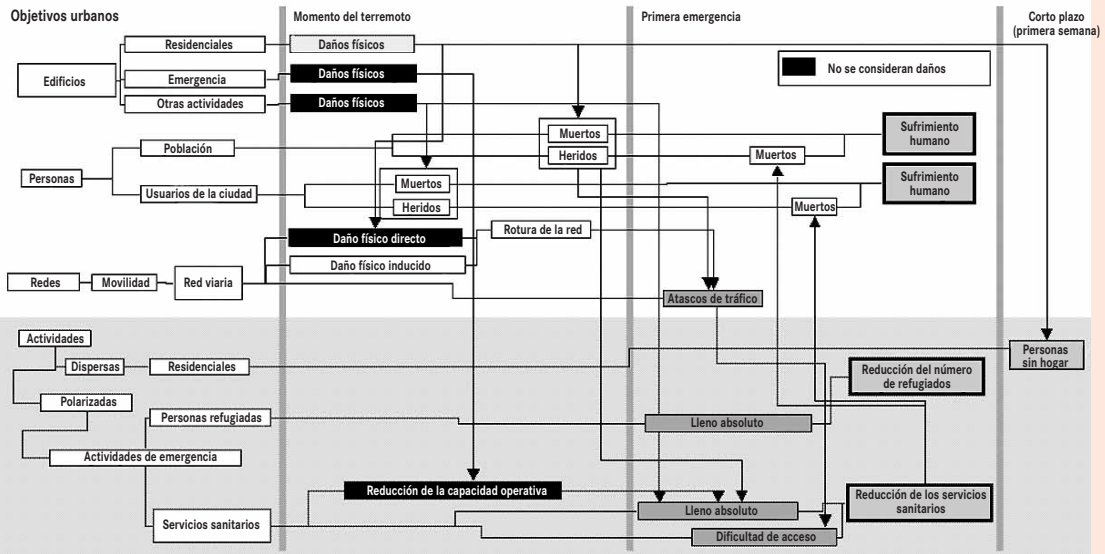 Objetivos urbanos
Momento del terremoto
Primera emergencia
Corto plazo
(primera semana)
Residenciales
Daños físicos
Edificios
Emergencia
Daños físicos
No se consideran daños
Otras actividades
Daños físicos
Población
Muertos
Sufrimiento
humano
Heridos
Muertos
Personas
Usuarios de la ciudad
Muertos
Sufrimiento
humano
Heridos
Muertos
Daño físico directo
Rotura de la red
Daño físico inducido
Redes
Movilidad
Red viaria
Atascos de tráfico
Actividades
Personas
sin hogar
Dispersas
Residenciales
Reducción del número
de refugiados
Polarizadas
Personas refugiadas
Lleno absoluto
Actividades de emergencia
Reducción de la capacidad operativa
Reducción de los servicios
sanitarios
Lleno absoluto
Servicios sanitarios
Dificultad de acceso